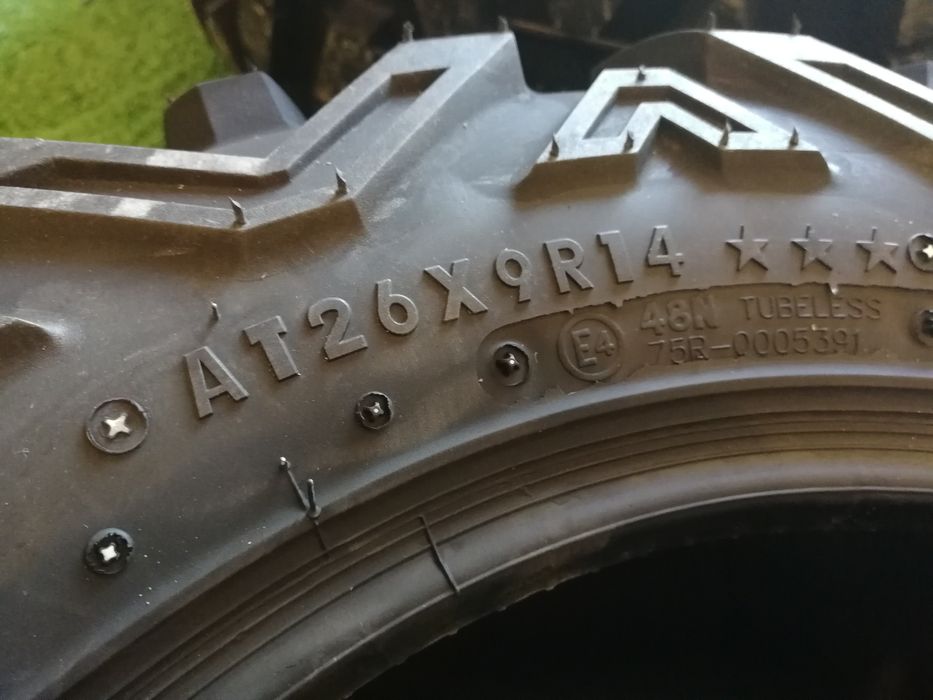 AT26X9R14 ★★★
E4 48N TUBELESS
75R-0005391